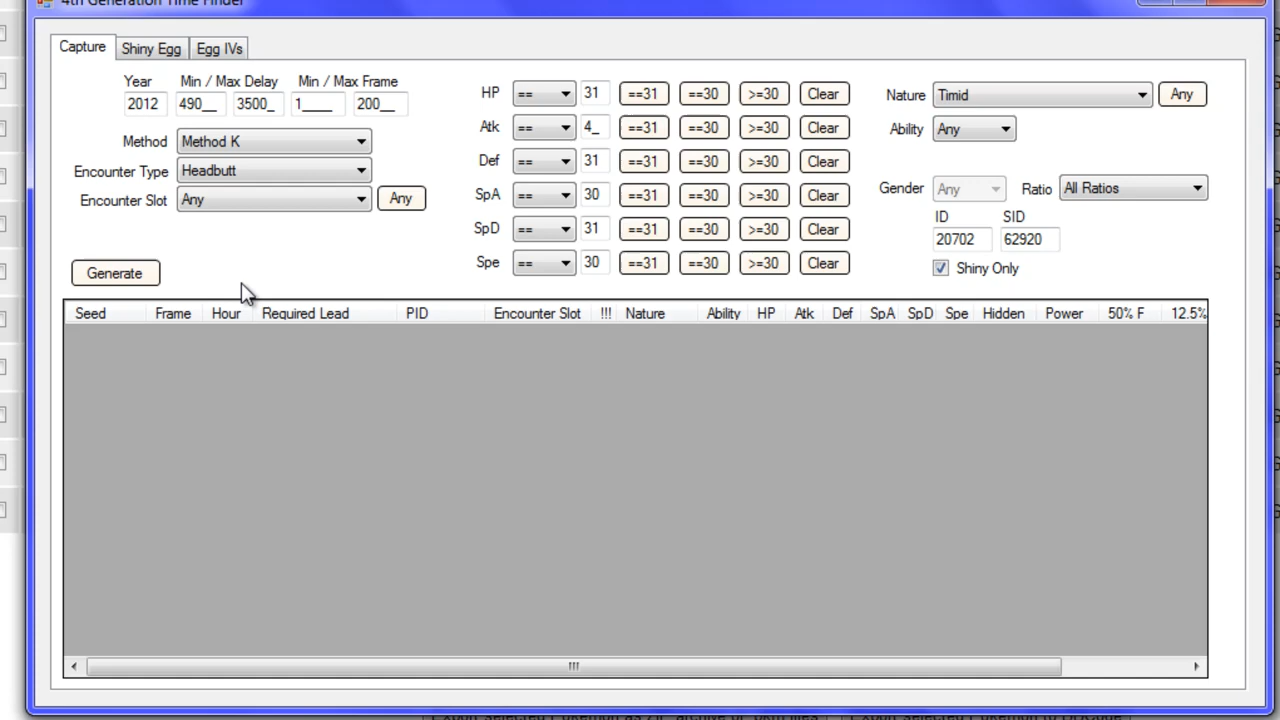 4th Generation Time Finder
Capture Shiny Egg Egg IVs
Year Min / Max Delay Min / Max Frame
2012 490__ 3500_ 1____ 200__
Method Method K
Encounter Type Headbutt
Encounter Slot Any Any
Generate
HP == 31 ==31 ==30 >=30 Clear
Atk == 4_ ==31 ==30 >=30 Clear
Def == 31 ==31 ==30 >=30 Clear
SpA == 30 ==31 ==30 >=30 Clear
SpD == 31 ==31 ==30 >=30 Clear
Spe == 30 ==31 ==30 >=30 Clear
Nature Timid Any
Ability Any
Gender Any Ratio All Ratios
ID SID
20702 62920
Shiny Only
Seed Frame Hour Required Lead PID Encounter Slot !!! Nature Ability HP Atk Def SpA SpD Spe Hidden Power 50% F 12.5%